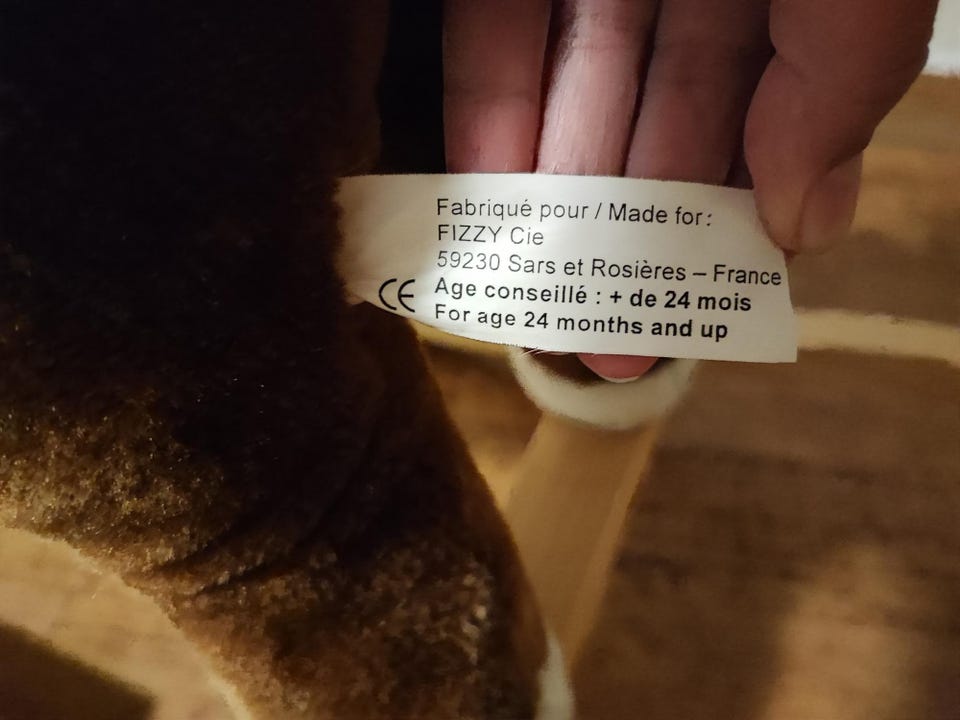 Fabriqué pour / Made for:
FIZZY Cie
59230 Sars et Rosières – France
CE
Age conseillé : + de 24 mois
For age 24 months and up